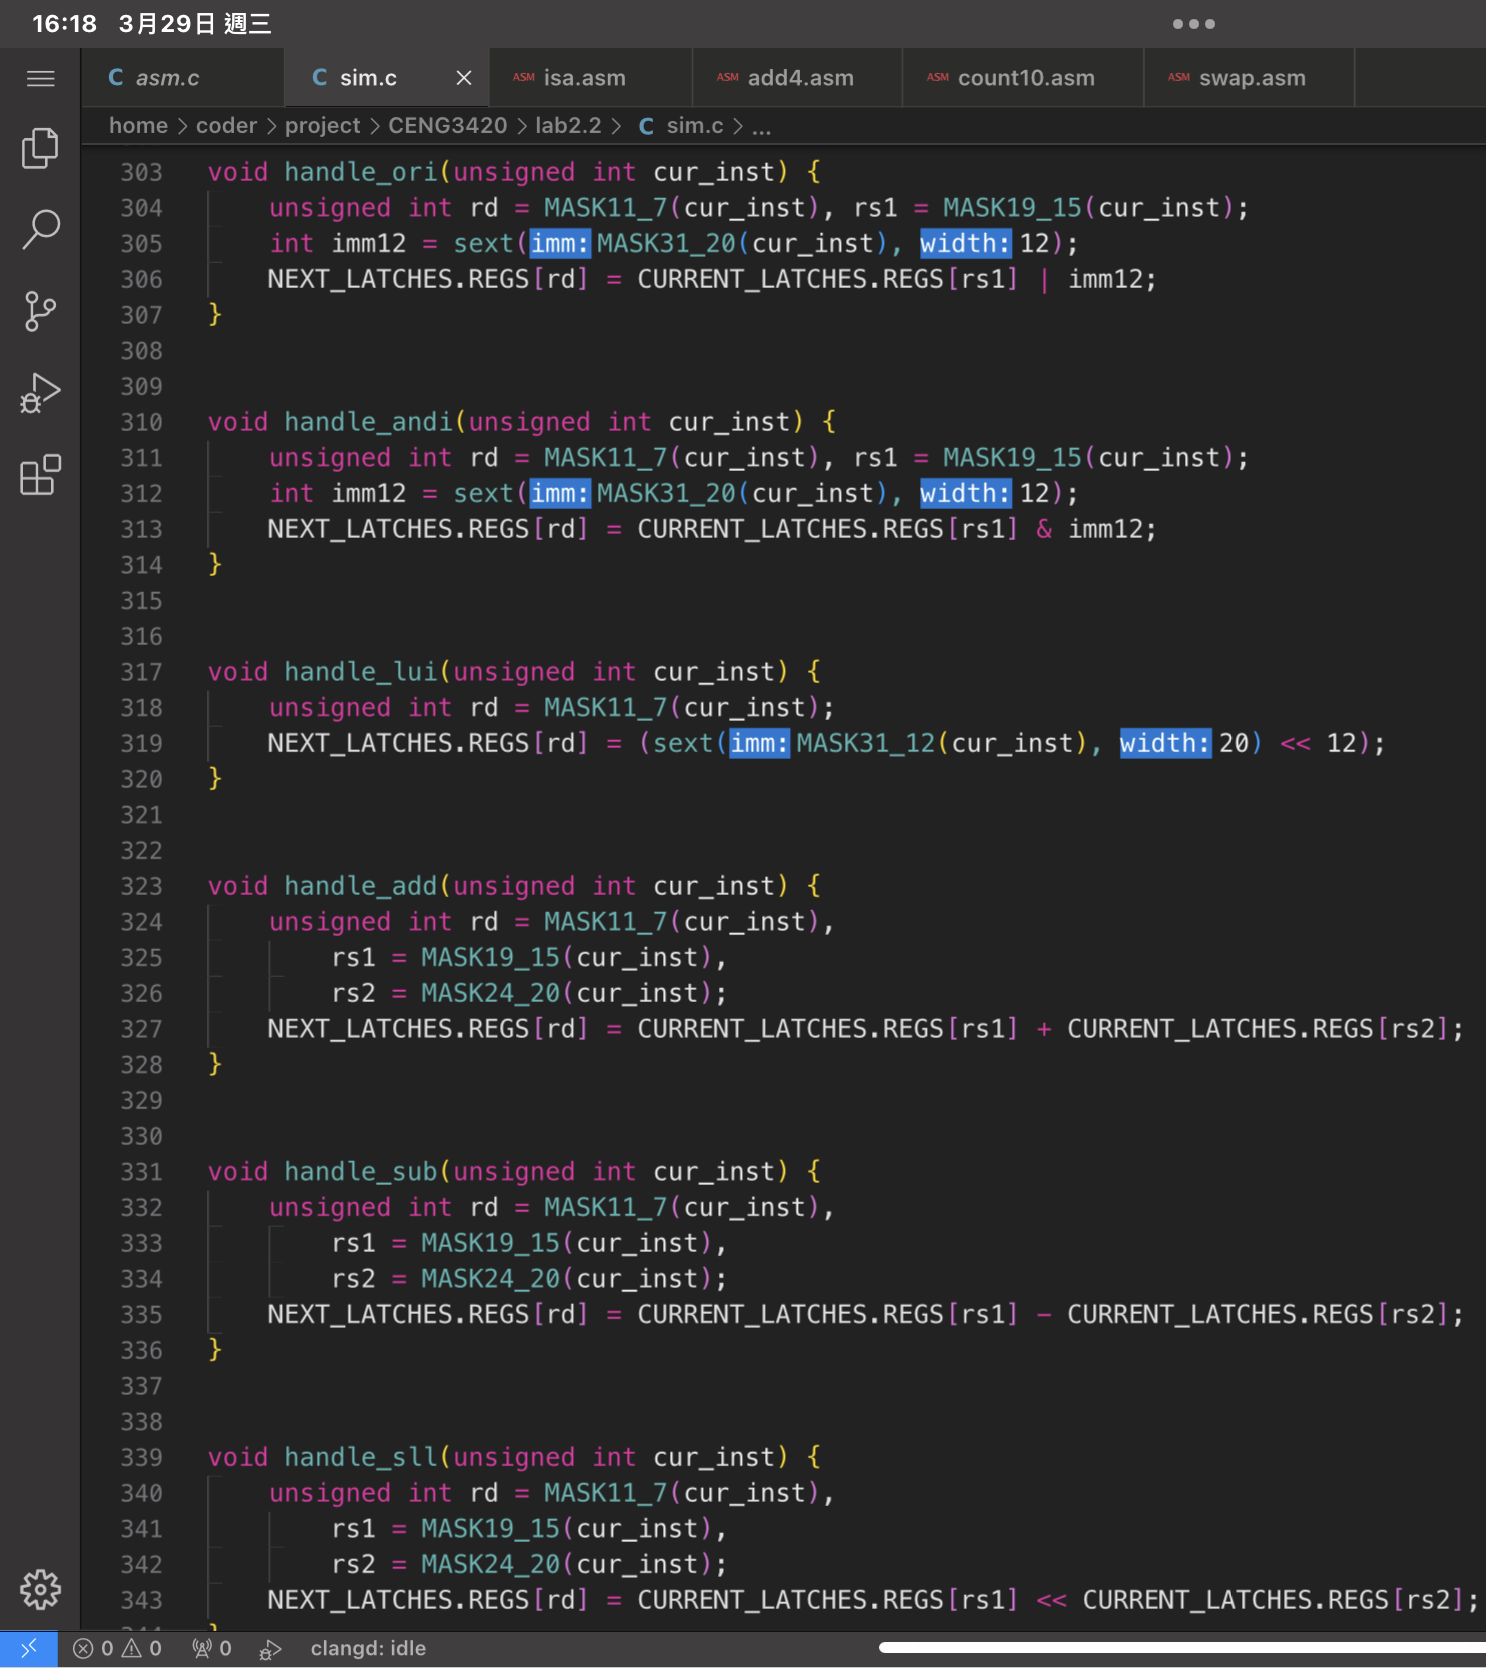 16:18 3月29日 週三
C asm.c C sim.c × ASM isa.asm ASM add4.asm ASM count10.asm ASM swap.asm
home > coder > project > CENG3420 > lab2.2 > C sim.c > ...
303 void handle_ori(unsigned int cur_inst) {
304 unsigned int rd = MASK11_7(cur_inst), rs1 = MASK19_15(cur_inst);
305 int imm12 = sext(imm: MASK31_20(cur_inst), width: 12);
306 NEXT_LATCHES.REGS[rd] = CURRENT_LATCHES.REGS[rs1] | imm12;
307 }
308
309
310 void handle_andi(unsigned int cur_inst) {
311 unsigned int rd = MASK11_7(cur_inst), rs1 = MASK19_15(cur_inst);
312 int imm12 = sext(imm: MASK31_20(cur_inst), width: 12);
313 NEXT_LATCHES.REGS[rd] = CURRENT_LATCHES.REGS[rs1] & imm12;
314 }
315
316
317 void handle_lui(unsigned int cur_inst) {
318 unsigned int rd = MASK11_7(cur_inst);
319 NEXT_LATCHES.REGS[rd] = (sext(imm: MASK31_12(cur_inst), width: 20) << 12);
320 }
321
322
323 void handle_add(unsigned int cur_inst) {
324 unsigned int rd = MASK11_7(cur_inst),
325 rs1 = MASK19_15(cur_inst),
326 rs2 = MASK24_20(cur_inst);
327 NEXT_LATCHES.REGS[rd] = CURRENT_LATCHES.REGS[rs1] + CURRENT_LATCHES.REGS[rs2];
328 }
329
330
331 void handle_sub(unsigned int cur_inst) {
332 unsigned int rd = MASK11_7(cur_inst),
333 rs1 = MASK19_15(cur_inst),
334 rs2 = MASK24_20(cur_inst);
335 NEXT_LATCHES.REGS[rd] = CURRENT_LATCHES.REGS[rs1] - CURRENT_LATCHES.REGS[rs2];
336 }
337
338
339 void handle_sll(unsigned int cur_inst) {
340 unsigned int rd = MASK11_7(cur_inst),
341 rs1 = MASK19_15(cur_inst),
342 rs2 = MASK24_20(cur_inst);
343 NEXT_LATCHES.REGS[rd] = CURRENT_LATCHES.REGS[rs1] << CURRENT_LATCHES.REGS[rs2];
0 0 0 clangd: idle